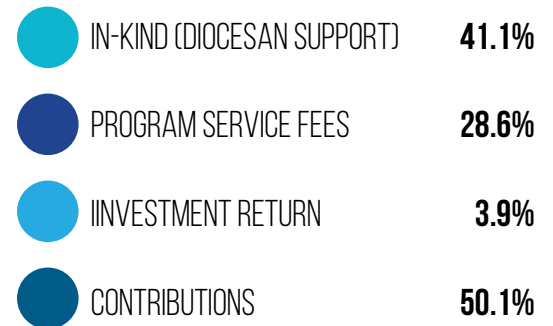 IN-KIND (DIOCESAN SUPPORT) 41.1%
PROGRAM SERVICE FEES 28.6%
IINVESTMENT RETURN 3.9%
CONTRIBUTIONS 50.1%